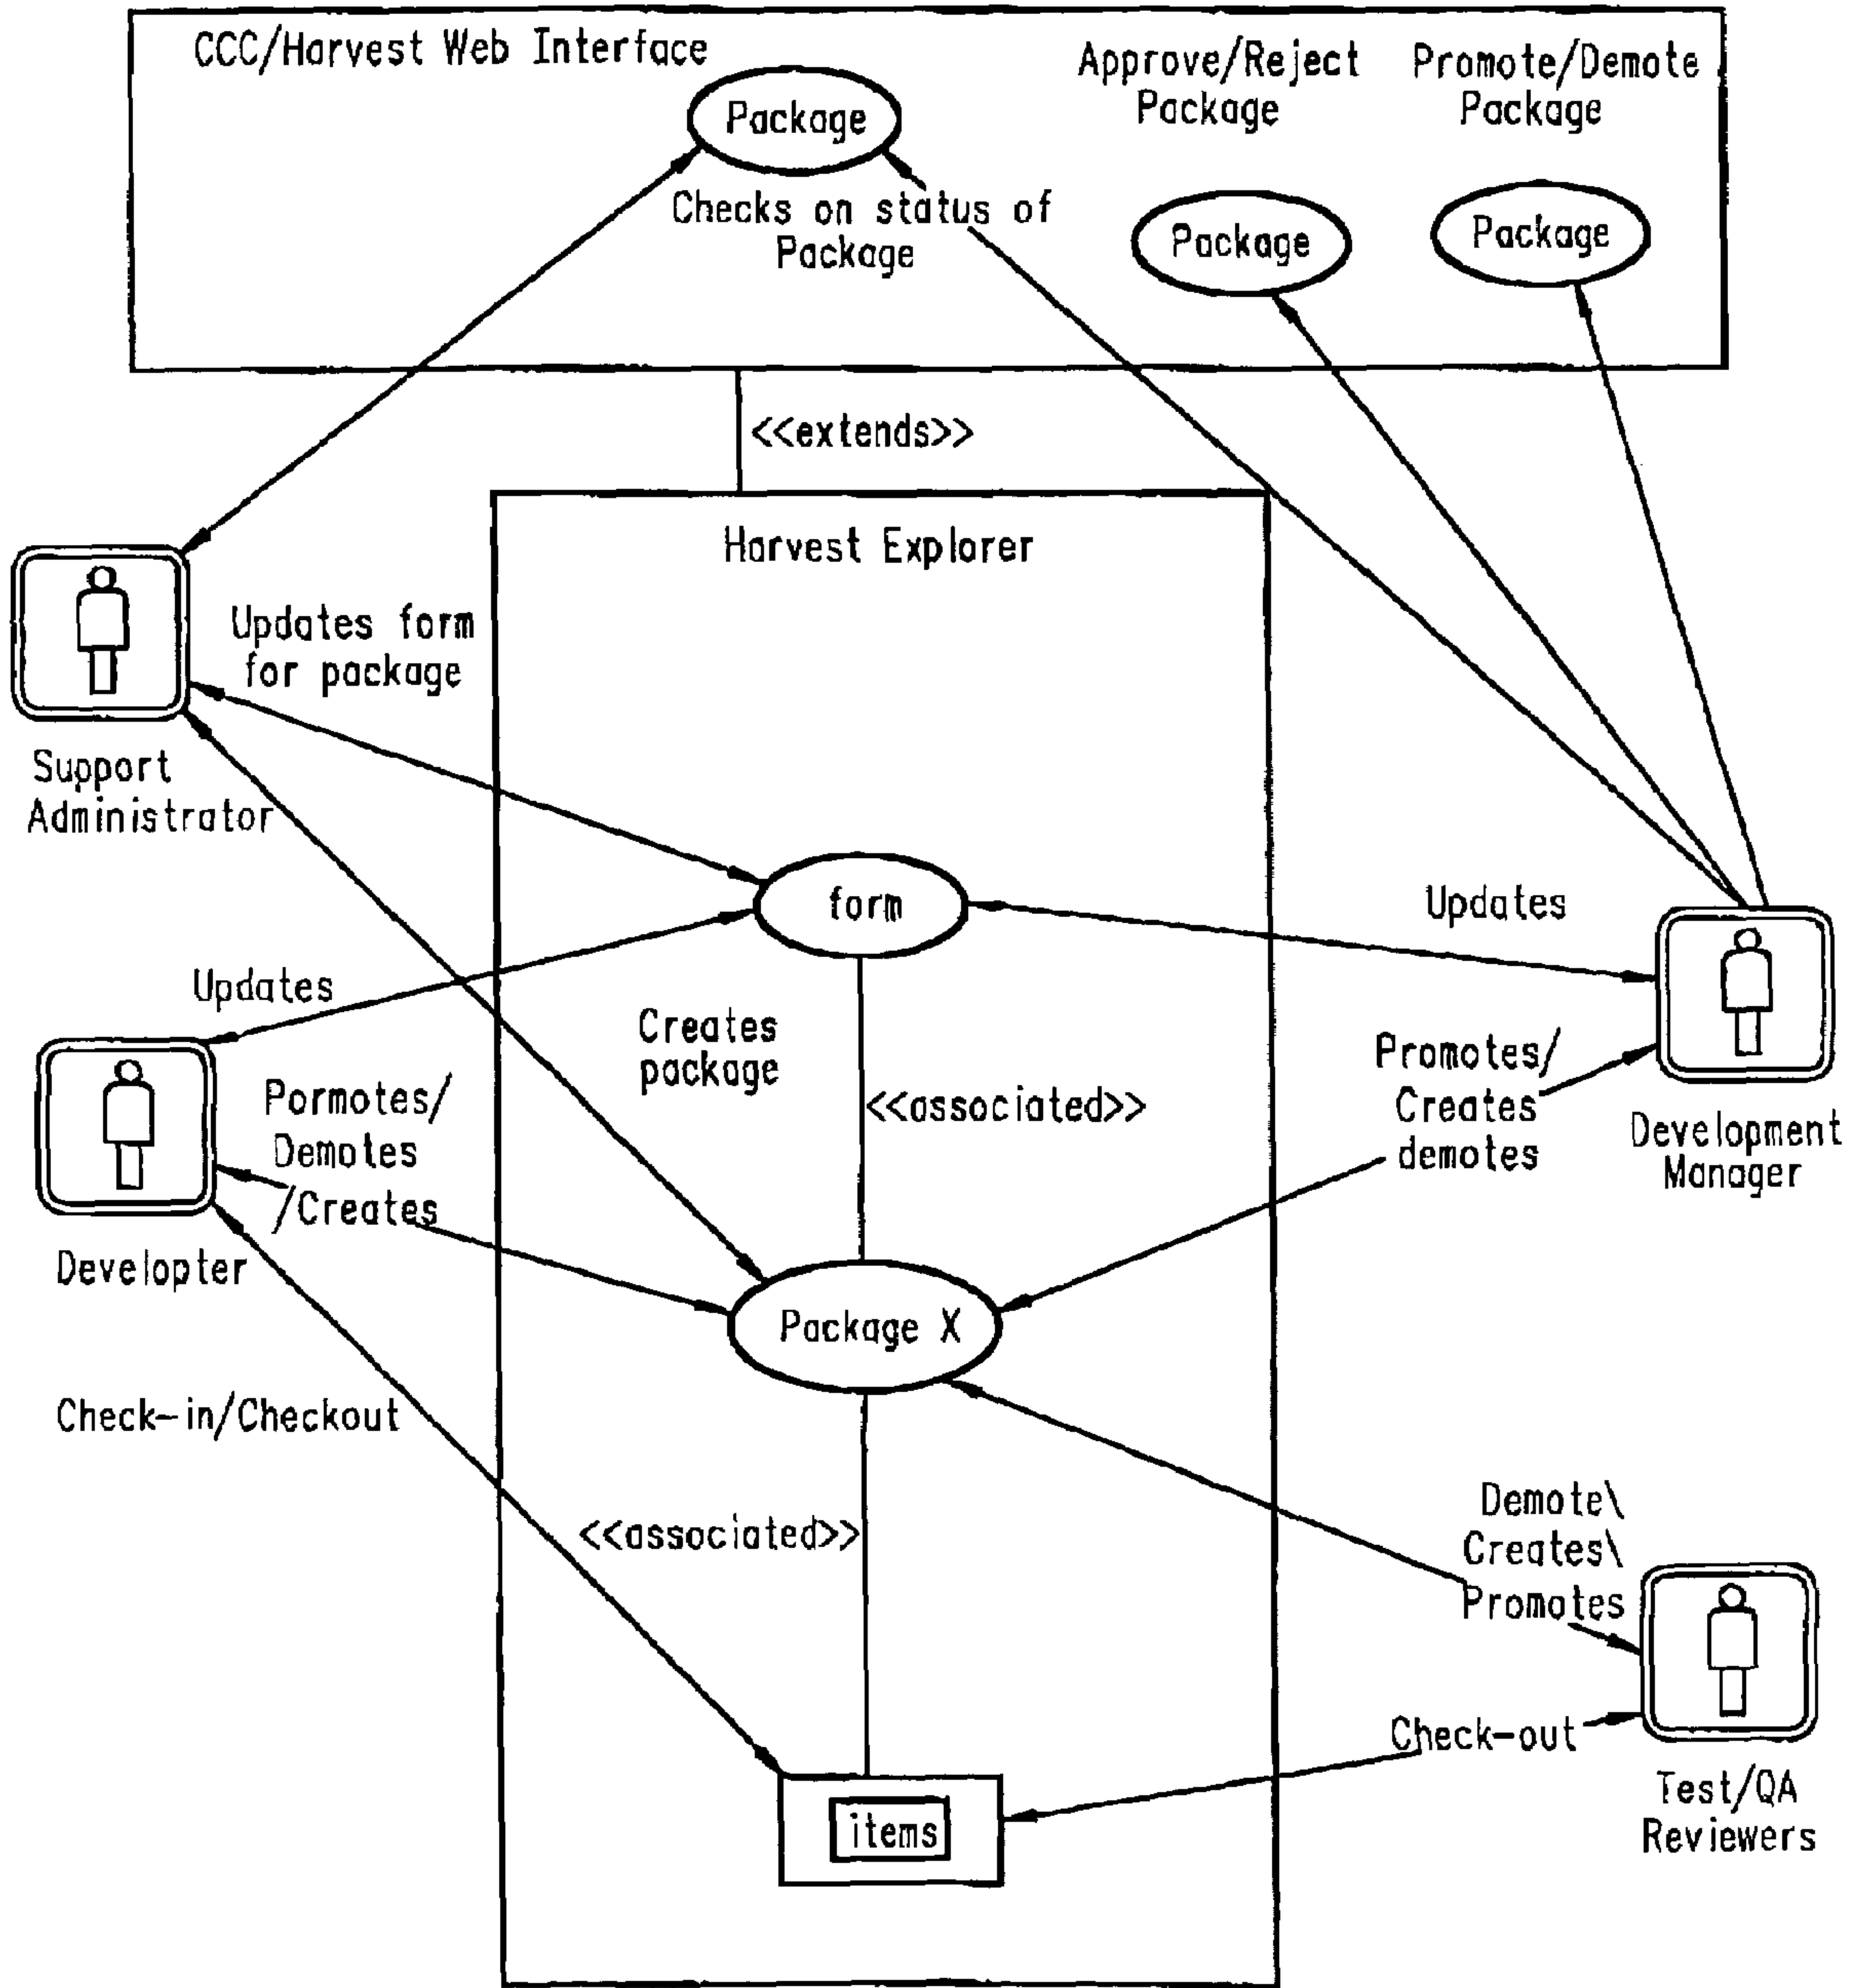 CCC/Harvest Web Interface
Package
Approve/Reject
Package
Promote/Demote
Package
Checks on status of
Package
Package
Package
<<extends>>
Harvest Explorer
Updates form
for package
Support
Administrator
form
Updates
Updates
Creates
package
<<associated>>
Pormotes/
Demotes
/Creates
Developter
Promotes/
Creates
demotes
Development
Manager
Package X
Check-in/Checkout
<<associated>>
Demote\
Creates\
Promotes
Check-out
Test/QA
Reviewers
items